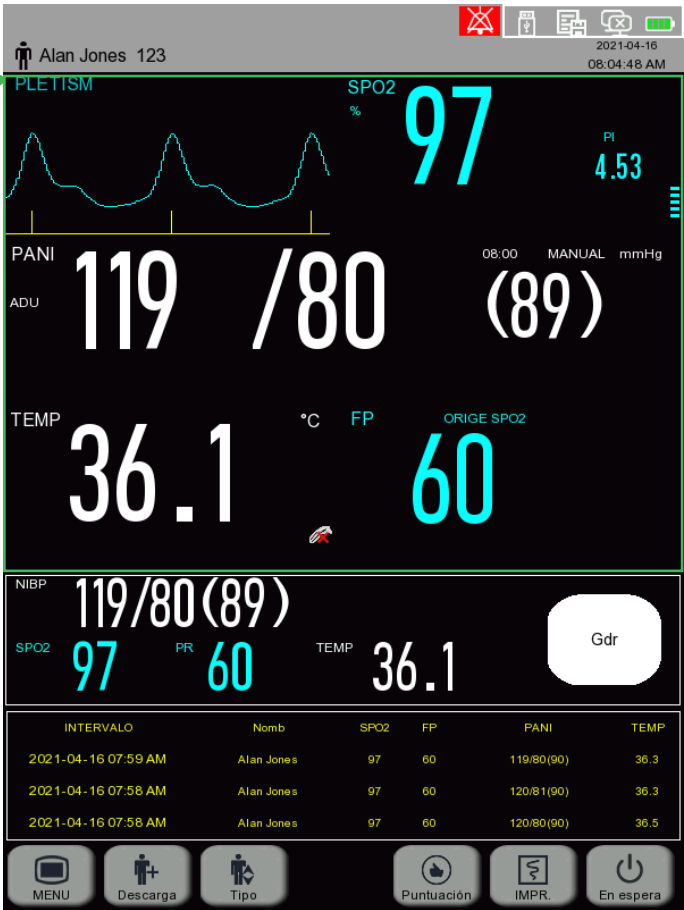 2021-04-16
Alan Jones 123
08:04:48 AM
PLETISM
SPO2
%
97
PI
4.53
PANI
08:00 MANUAL mmHg
ADU
119 /80
(89)
TEMP
°C
FP
ORIGE SPO2
36.1
60
NIBP
119/80(89)
Gdr
SPO2
97
PR
60
TEMP
36.1
INTERVALO Nomb SPO2 FP PANI TEMP
2021-04-16 07:59 AM Alan Jones 97 60 119/80(90) 36.3
2021-04-16 07:58 AM Alan Jones 97 60 120/81(90) 36.3
2021-04-16 07:58 AM Alan Jones 97 60 120/80(90) 36.5
MENU Descarga Tipo Puntuación IMPR. En espera